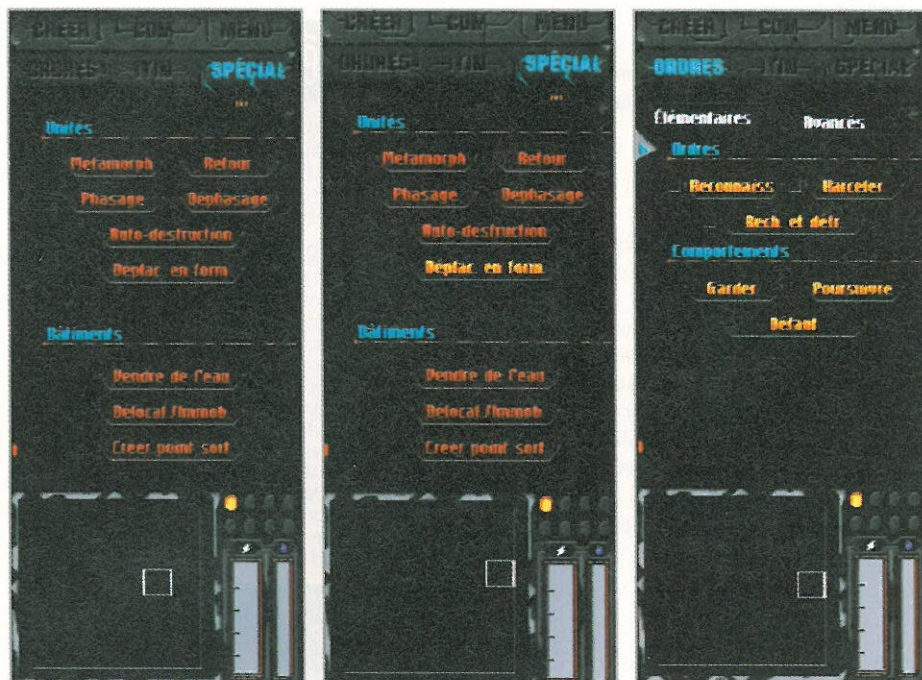 CRÉER COM MENU
ORDRES SPÉCIAL
Unités
Metamorph Retour
Phasage Dephasage
Auto-destruction
Deplac en form
Bâtiments
Vendre de l'eau
Delocal/Immob
Creer point sort
CRÉER COM MENU
ORDRES SPÉCIAL
Unités
Metamorph Retour
Phasage Dephasage
Auto-destruction
Deplac en form
Bâtiments
Vendre de l'eau
Delocal/Immob
Creer point sort
CRÉER COM MENU
ORDRES SPÉCIAL
Élémentaires Avancés
Ordres
Reconnaiss Harceler
Rech. et detr
Comportements
Garder Poursuivre
Defaut